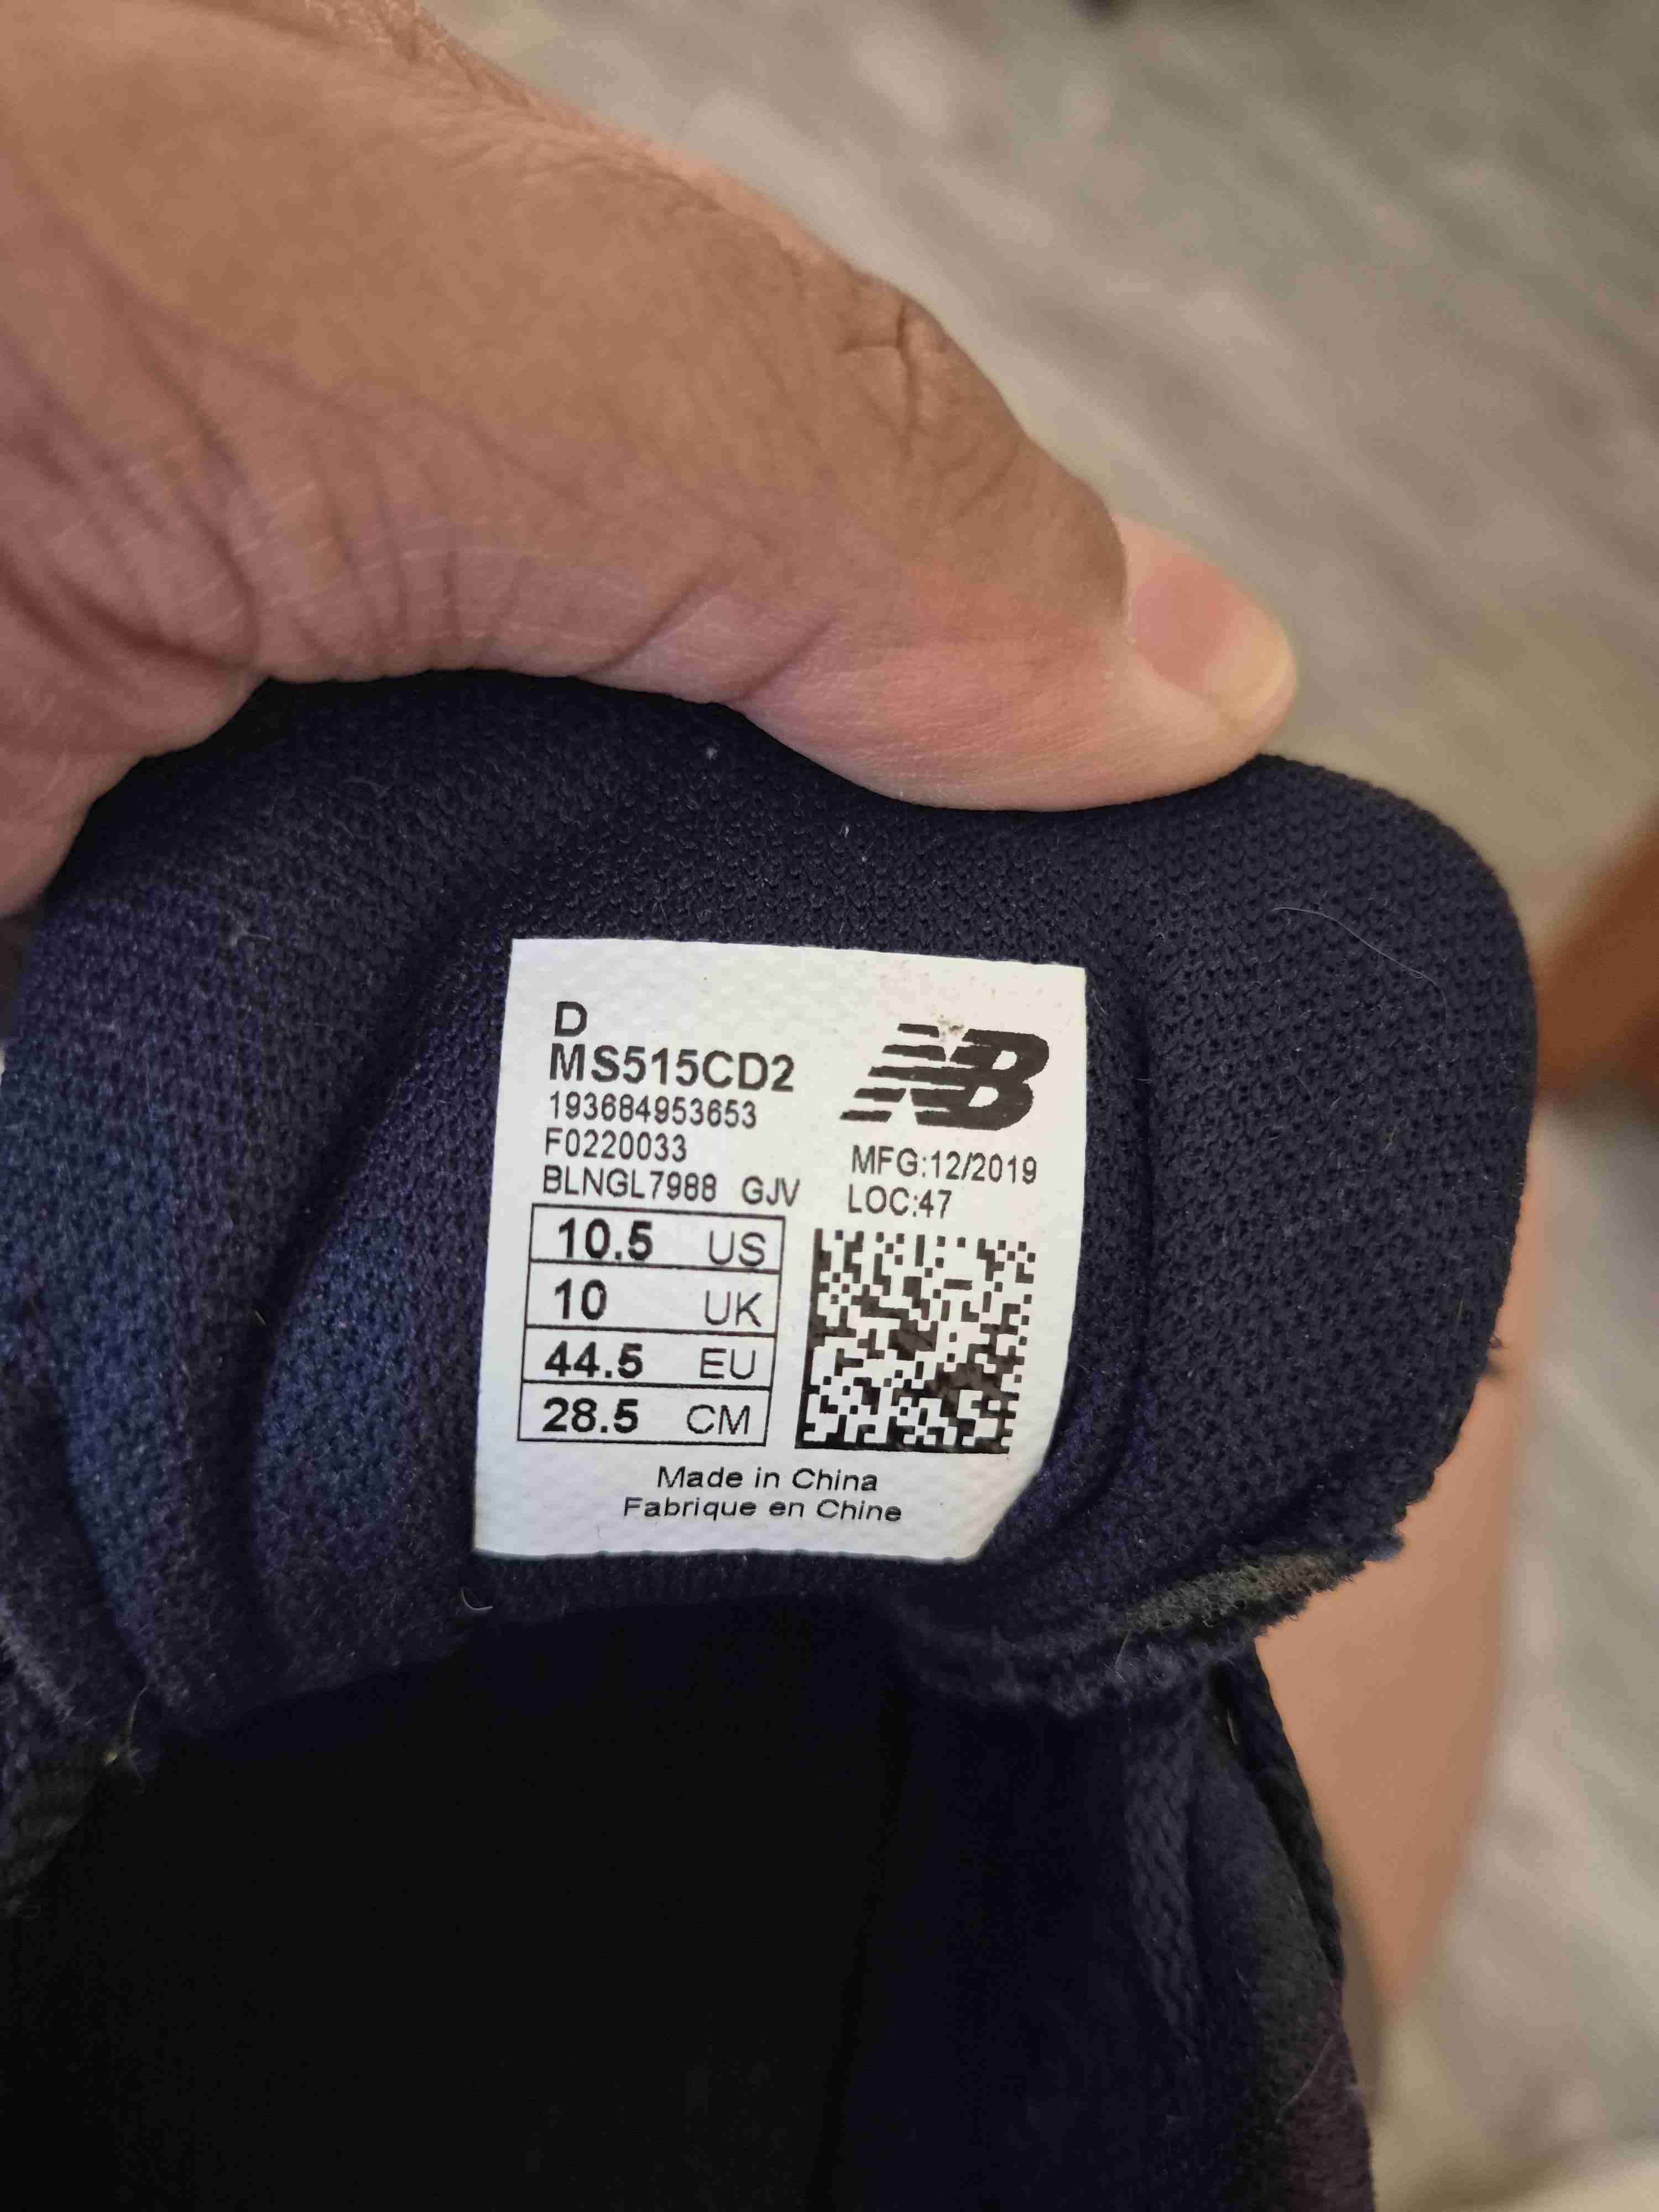 D
MS515CD2
193684953653
F0220033
BLNGL7988 GJV
NB
MFG:12/2019
LOC:47
10.5 US
10 UK
44.5 EU
28.5 CM
Made in China
Fabrique en Chine